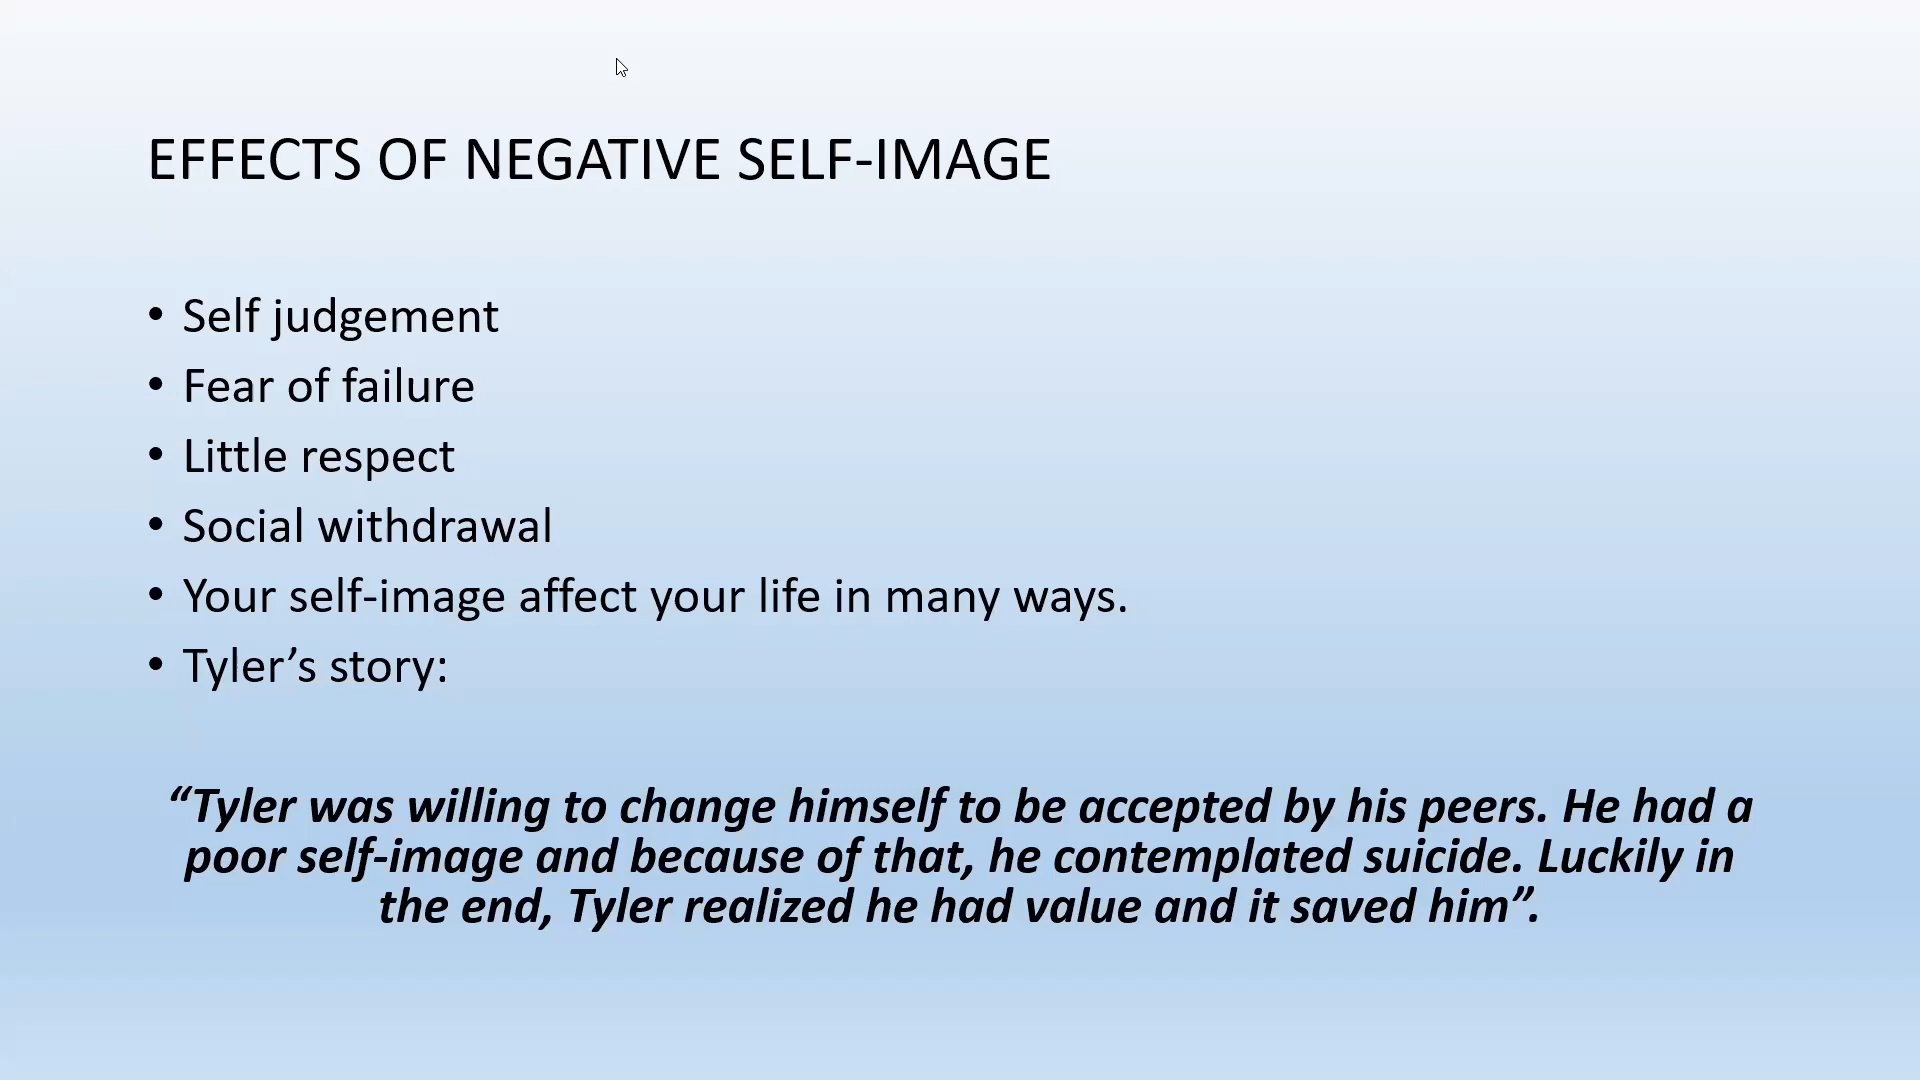 EFFECTS OF NEGATIVE SELF-IMAGE
• Self judgement
• Fear of failure
• Little respect
• Social withdrawal
• Your self-image affect your life in many ways.
• Tyler’s story:
“Tyler was willing to change himself to be accepted by his peers. He had a
poor self-image and because of that, he contemplated suicide. Luckily in
the end, Tyler realized he had value and it saved him”.